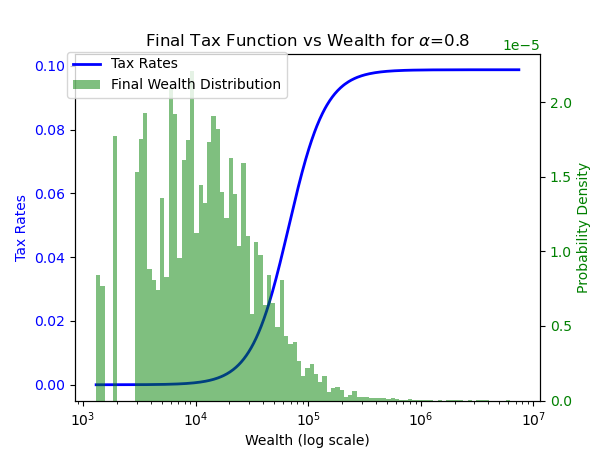 Final Tax Function vs Wealth for α=0.8
1e−5
Tax Rates
Final Wealth Distribution
0.10
0.08
0.06
0.04
0.02
0.00
Tax Rates
2.0
1.5
1.0
0.5
0.0
Probability Density
10³ 10⁴ 10⁵ 10⁶ 10⁷
Wealth (log scale)